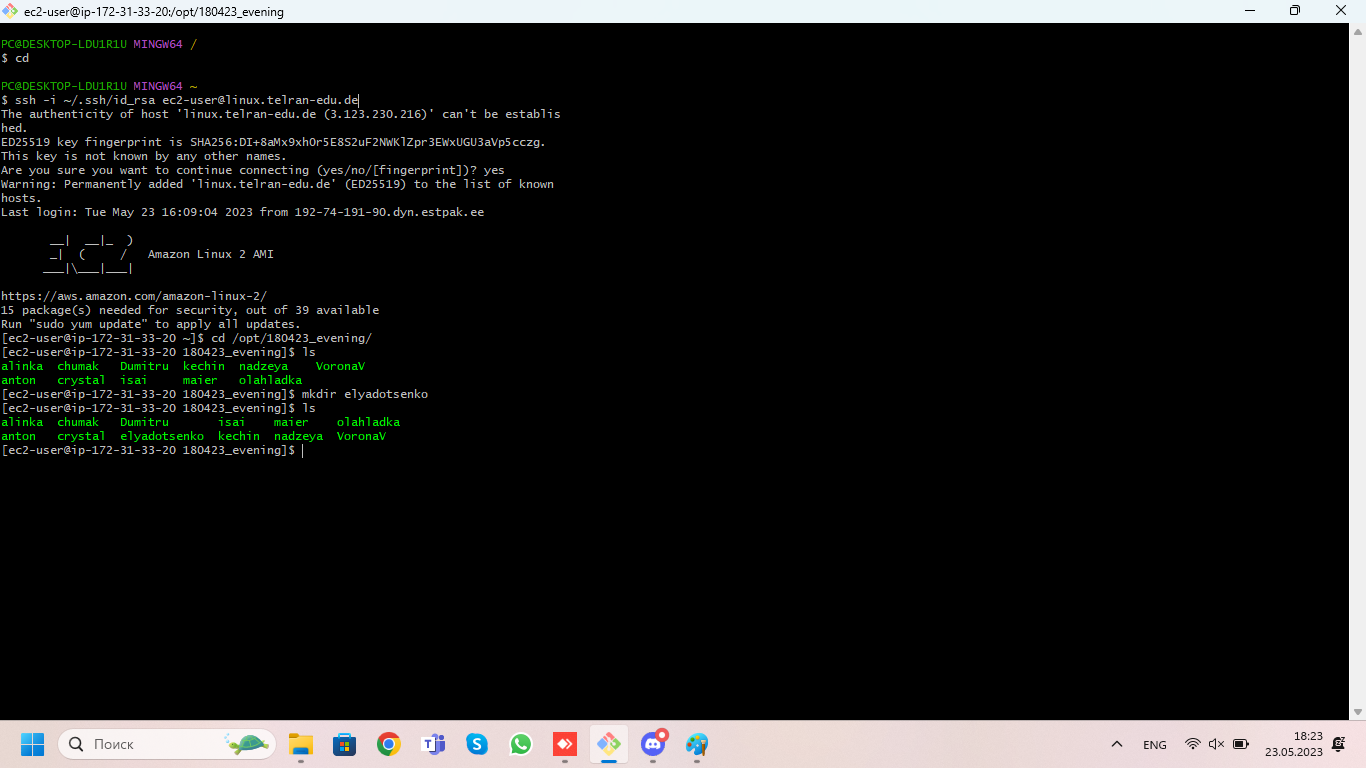 ec2-user@ip-172-31-33-20:/opt/180423_evening
PC@DESKTOP-LDU1R1U MINGW64 /
$ cd
PC@DESKTOP-LDU1R1U MINGW64 ~
$ ssh -i ~/.ssh/id_rsa ec2-user@linux.telran-edu.de
The authenticity of host 'linux.telran-edu.de (3.123.230.216)' can't be establis
hed.
ED25519 key fingerprint is SHA256:DI+8aMx9xhOr5E8S2uF2NWKlZpr3EWxUGU3aVp5cczg.
This key is not known by any other names.
Are you sure you want to continue connecting (yes/no/[fingerprint])? yes
Warning: Permanently added 'linux.telran-edu.de' (ED25519) to the list of known
hosts.
Last login: Tue May 23 16:09:04 2023 from 192-74-191-90.dyn.estpak.ee
       __|  __|_  )
       _|  (     /   Amazon Linux 2 AMI
      ___|\___|___|
https://aws.amazon.com/amazon-linux-2/
15 package(s) needed for security, out of 39 available
Run "sudo yum update" to apply all updates.
[ec2-user@ip-172-31-33-20 ~]$ cd /opt/180423_evening/
[ec2-user@ip-172-31-33-20 180423_evening]$ ls
alinka  chumak   Dumitru  kechin  nadzeya    VoronaV
anton   crystal  isai     maier   olahladka
[ec2-user@ip-172-31-33-20 180423_evening]$ mkdir elyadotsenko
[ec2-user@ip-172-31-33-20 180423_evening]$ ls
alinka  chumak   Dumitru       isai    maier    olahladka
anton   crystal  elyadotsenko  kechin  nadzeya  VoronaV
[ec2-user@ip-172-31-33-20 180423_evening]$
Поиск
ENG
18:23
23.05.2023